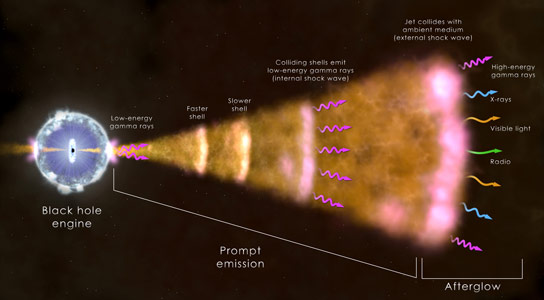 Jet collides with
ambient medium
(external shock wave)
Colliding shells emit
low-energy gamma rays
(internal shock wave)
High-energy
gamma rays
X-rays
Low-energy
gamma rays
Faster
shell
Slower
shell
Visible light
Radio
Black hole
engine
Prompt
emission
Afterglow